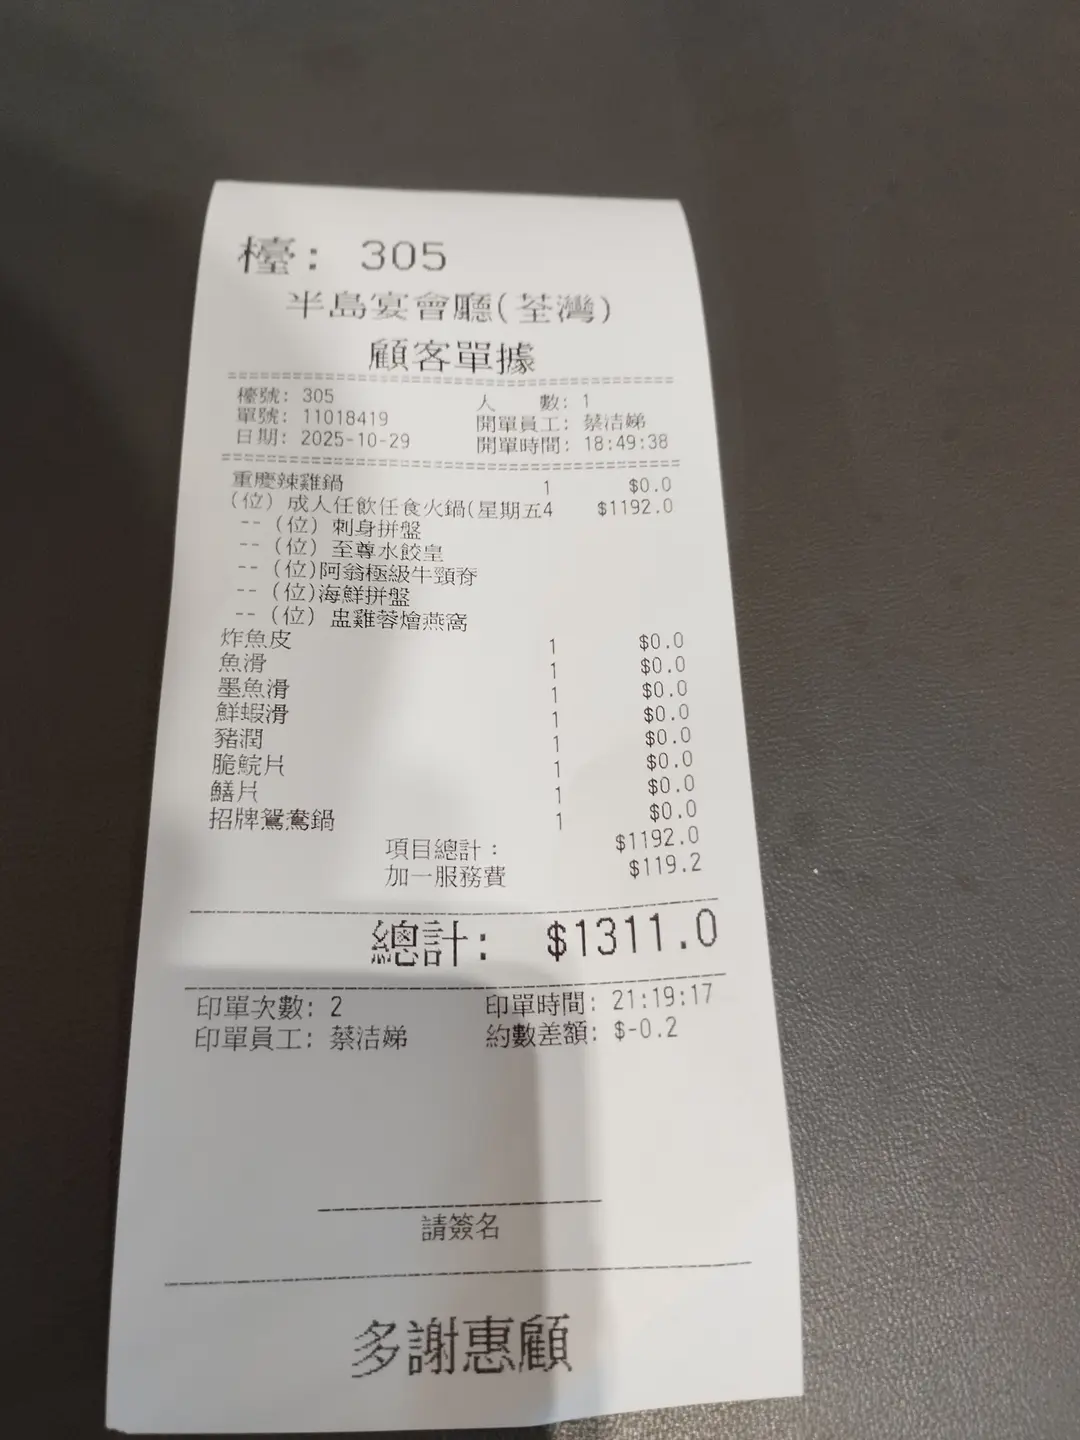 檯: 305
半島宴會廳(荃灣)
顧客單據
檯號: 305 人 數: 1
單號: 11018419 開單員工: 蔡洁娣
日期: 2025-10-29 開單時間: 18:49:38
重慶辣雞鍋 1 $0.0
(位) 成人任飲任食火鍋(星期五4 $1192.0
-- (位) 刺身拼盤
-- (位) 至尊水餃皇
-- (位)阿翁極級牛頸脊
-- (位)海鮮拼盤
-- (位) 盅雞蓉燴燕窩
炸魚皮 1 $0.0
魚滑 1 $0.0
墨魚滑 1 $0.0
鮮蝦滑 1 $0.0
豬潤 1 $0.0
脆鯇片 1 $0.0
鱔片 1 $0.0
招牌鴛鴦鍋 1 $0.0
項目總計: $1192.0
加一服務費 $119.2
總計: $1311.0
印單次數: 2 印單時間: 21:19:17
印單員工: 蔡洁娣 約數差額: $-0.2
請簽名
多謝惠顧